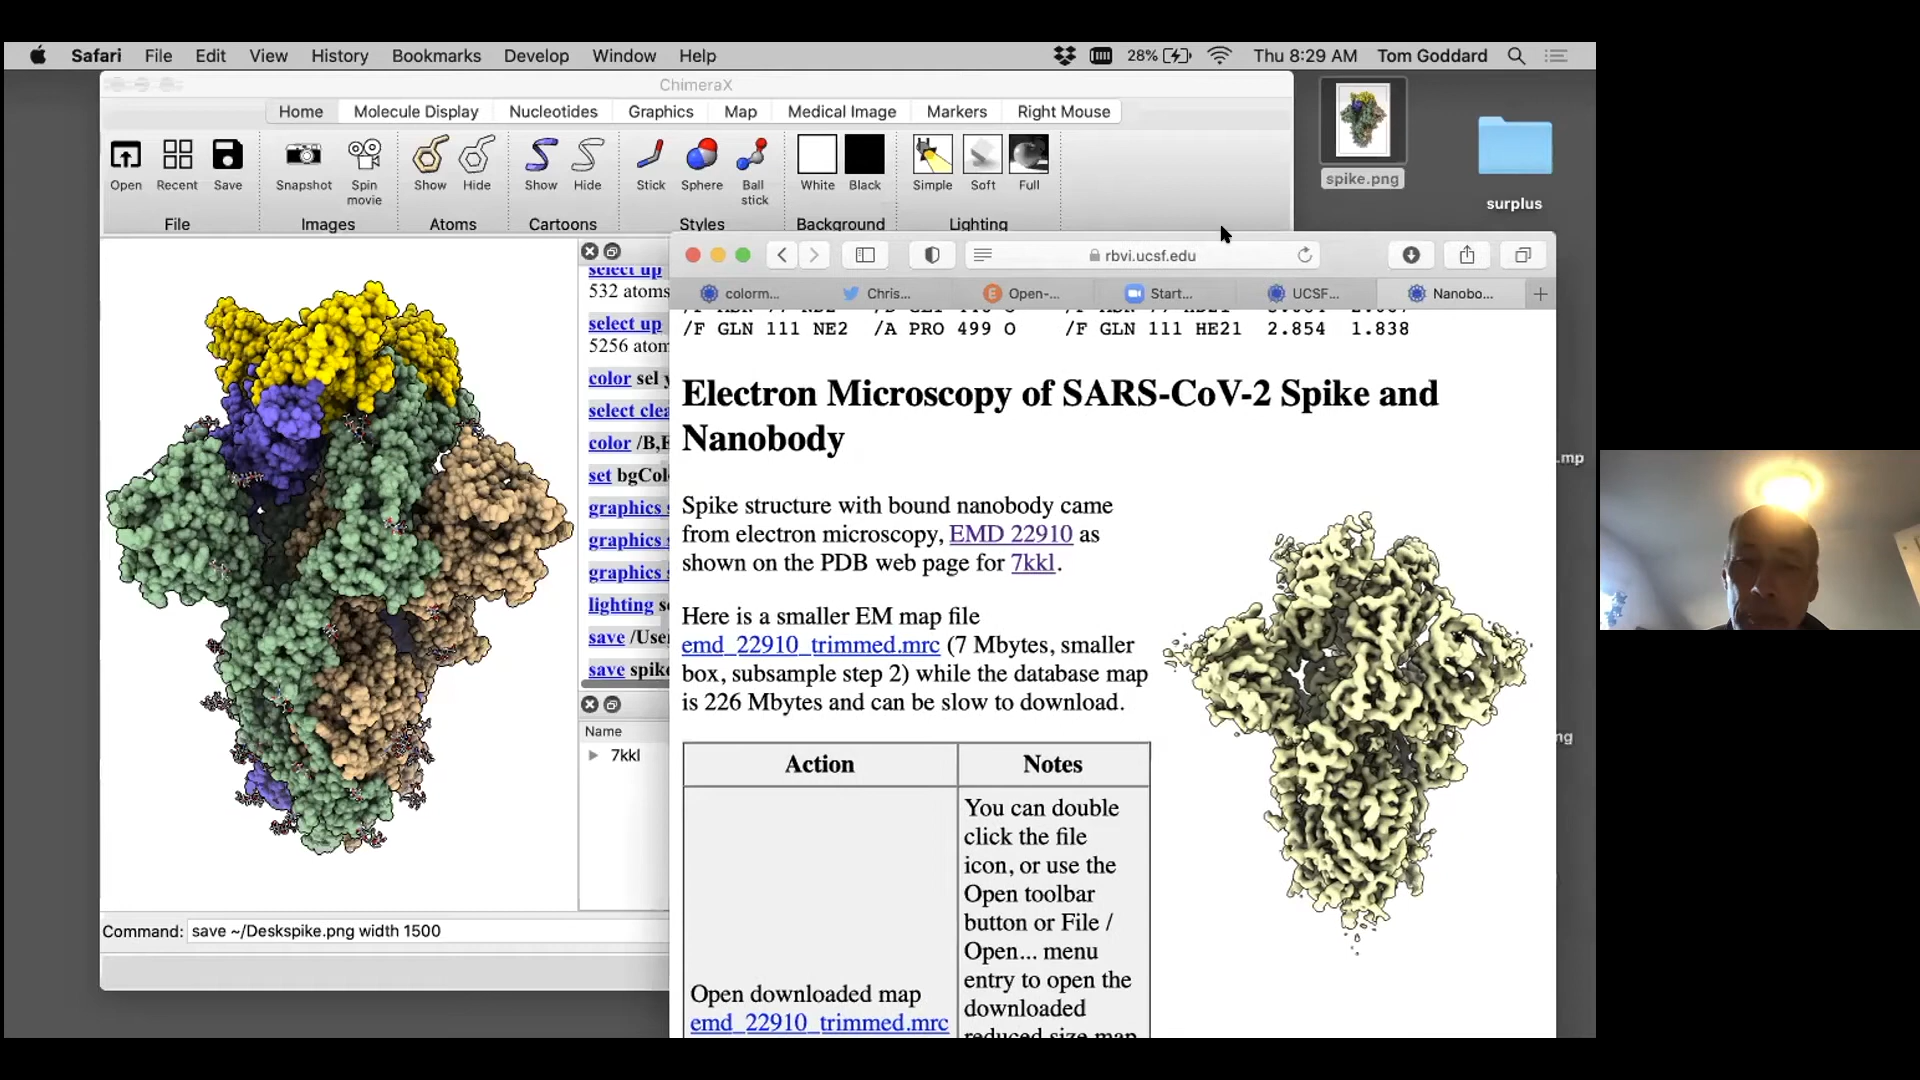 Safari File Edit View History Bookmarks Develop Window Help 28% Thu 8:29 AM Tom Goddard
ChimeraX
Home Molecule Display Nucleotides Graphics Map Medical Image Markers Right Mouse
Open Recent Save Snapshot Spin movie Show Hide Show Hide Stick Sphere Ball stick White Black Simple Soft Full
File Images Atoms Cartoons Styles Background Lighting
spike.png
surplus
select up
532 atoms
select up
5256 atom
color sel y
select clea
color /B,E
set bgCol
graphics s
graphics s
graphics s
lighting s
save /User
save spike
Name
7kkl
Command: save ~/Deskspike.png width 1500
rbvi.ucsf.edu
colorm... Chris... Open-... Start... UCSF... Nanobo...
/F GLN 111 NE2 /A PRO 499 O /F GLN 111 HE21 2.854 1.838
Electron Microscopy of SARS-CoV-2 Spike and
Nanobody
Spike structure with bound nanobody came
from electron microscopy, EMD 22910 as
shown on the PDB web page for 7kkl.
Here is a smaller EM map file
emd_22910_trimmed.mrc (7 Mbytes, smaller
box, subsample step 2) while the database map
is 226 Mbytes and can be slow to download.
Action Notes
You can double
click the file
icon, or use the
Open toolbar
button or File /
Open... menu
entry to open the
downloaded
reduced size map
Open downloaded map
emd_22910_trimmed.mrc
.mp
ng